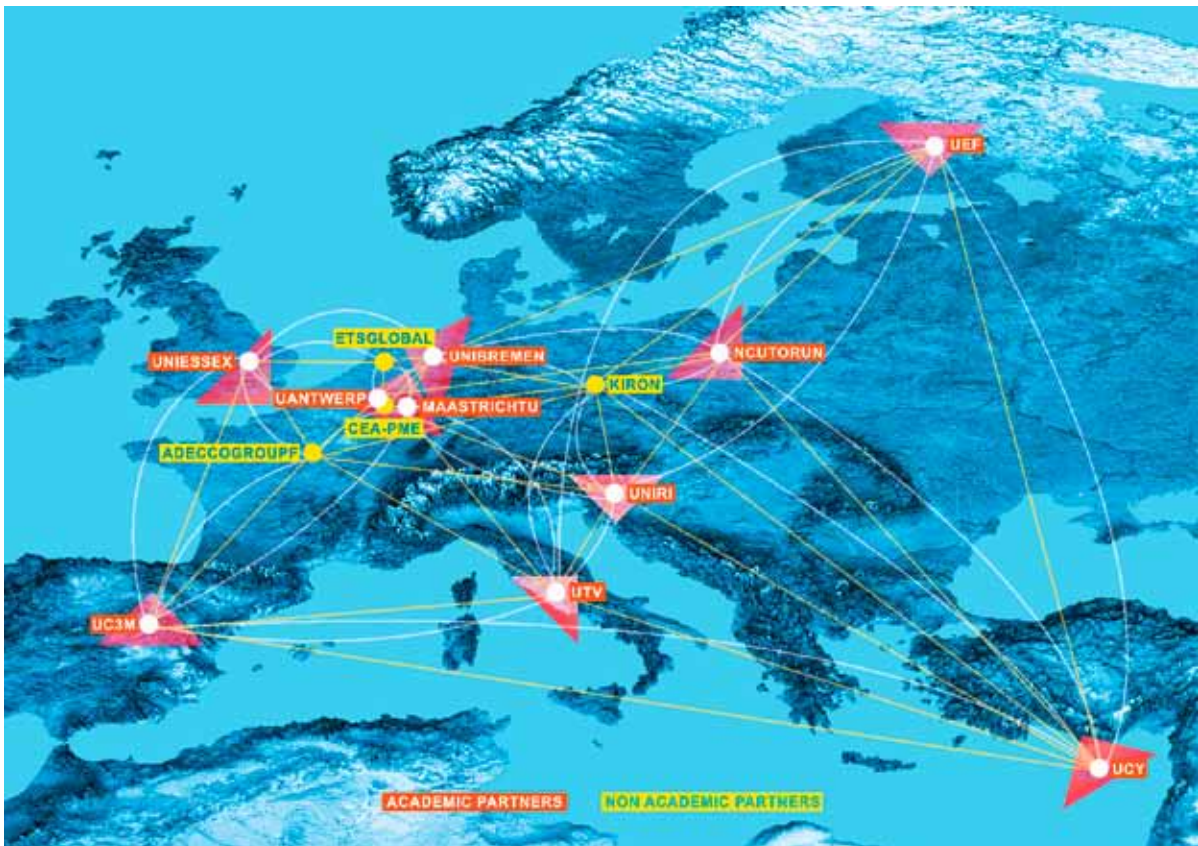 UEF
ETSGLOBAL
UNIESSEX
UNIBREMEN
NCUTORUN
KIRON
UANTWERP
MAASTRICHTU
CEA-PME
ADECCOGROUPF
UNIRI
UTV
UC3M
UCY
ACADEMIC PARTNERS
NON ACADEMIC PARTNERS